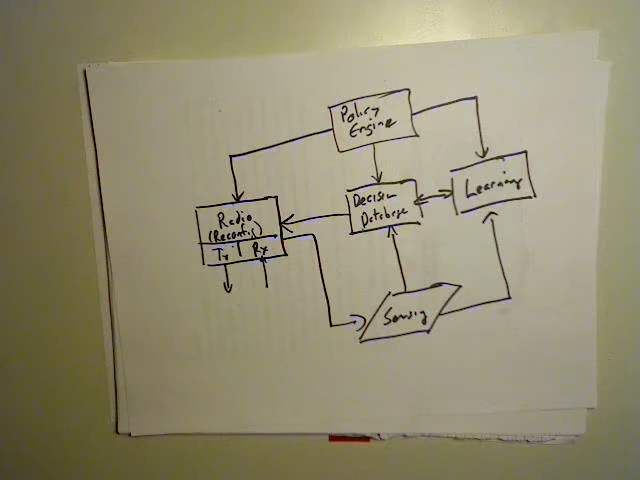 Policy
Engine
Decision
Database
Learning
Radio
(Reconfig)
Tx Rx
Sensing